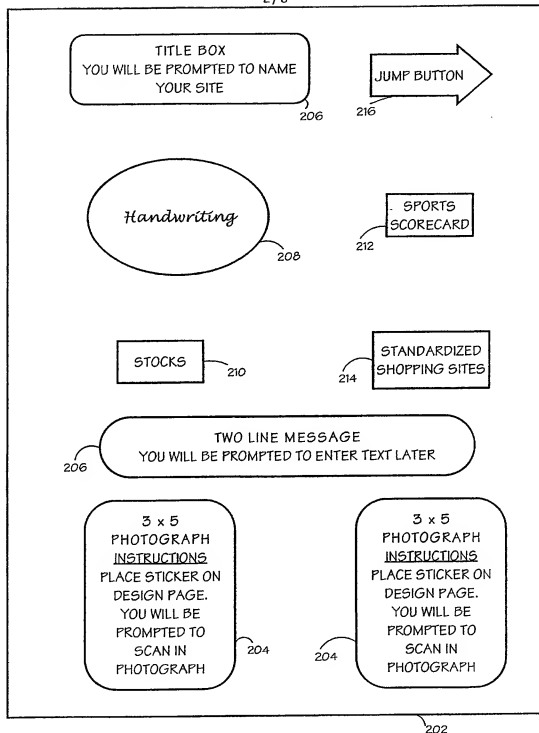 TITLE BOX
YOU WILL BE PROMPTED TO NAME
YOUR SITE
206
JUMP BUTTON
216
Handwriting
208
SPORTS
SCORECARD
212
STOCKS
210
STANDARDIZED
SHOPPING SITES
214
TWO LINE MESSAGE
YOU WILL BE PROMPTED TO ENTER TEXT LATER
206
3 x 5
PHOTOGRAPH
INSTRUCTIONS
PLACE STICKER ON
DESIGN PAGE.
YOU WILL BE
PROMPTED TO
SCAN IN
PHOTOGRAPH
204
3 x 5
PHOTOGRAPH
INSTRUCTIONS
PLACE STICKER ON
DESIGN PAGE.
YOU WILL BE
PROMPTED TO
SCAN IN
PHOTOGRAPH
204
202